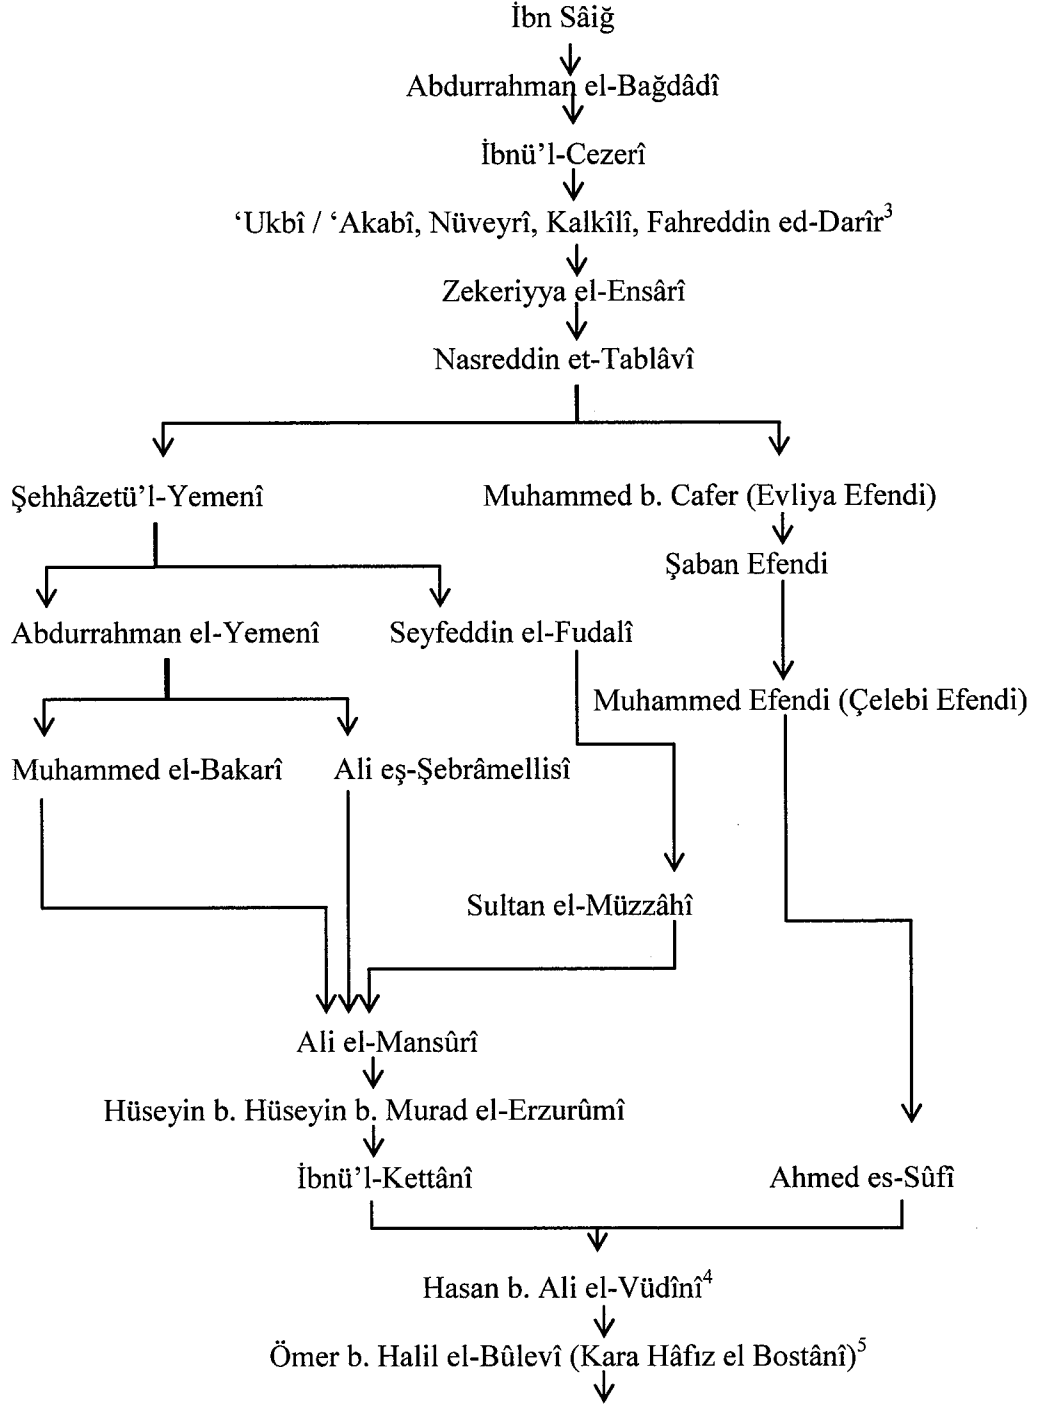 İbn Sâiğ
Abdurrahman el-Bağdâdî
İbnü’l-Cezerî
‘Ukbî / ‘Akabî, Nüveyrî, Kalkîlî, Fahreddin ed-Darîr³
Zekeriyya el-Ensârî
Nasreddin et-Tablâvî
Şehhâzetü’l-Yemenî
Muhammed b. Cafer (Evliya Efendi)
Şaban Efendi
Abdurrahman el-Yemenî
Seyfeddin el-Fudalî
Muhammed Efendi (Çelebi Efendi)
Muhammed el-Bakarî
Ali eş-Şebrâmellisî
Sultan el-Müzzâhî
Ali el-Mansûrî
Hüseyin b. Hüseyin b. Murad el-Erzurûmî
İbnü’l-Kettânî
Ahmed es-Sûfî
Hasan b. Ali el-Vüdînî⁴
Ömer b. Halil el-Bûlevî (Kara Hâfız el Bostânî)⁵